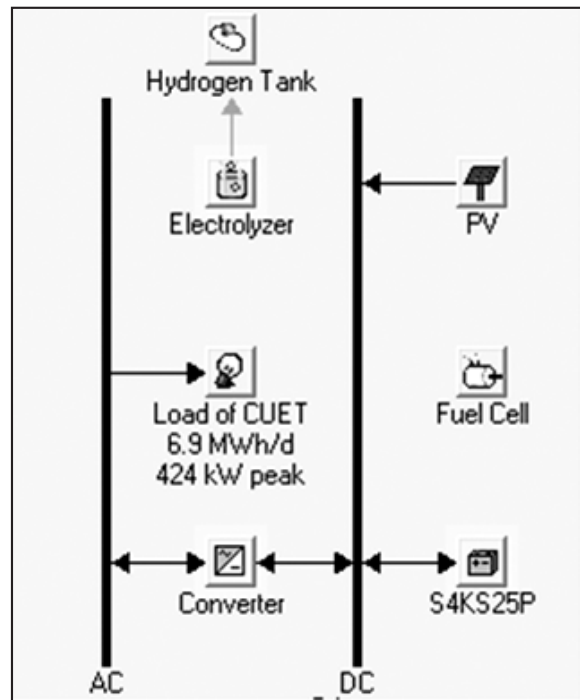 Hydrogen Tank
Electrolyzer
PV
Load of CUET
6.9 MWh/d
424 kW peak
Fuel Cell
Converter
S4KS25P
AC
DC